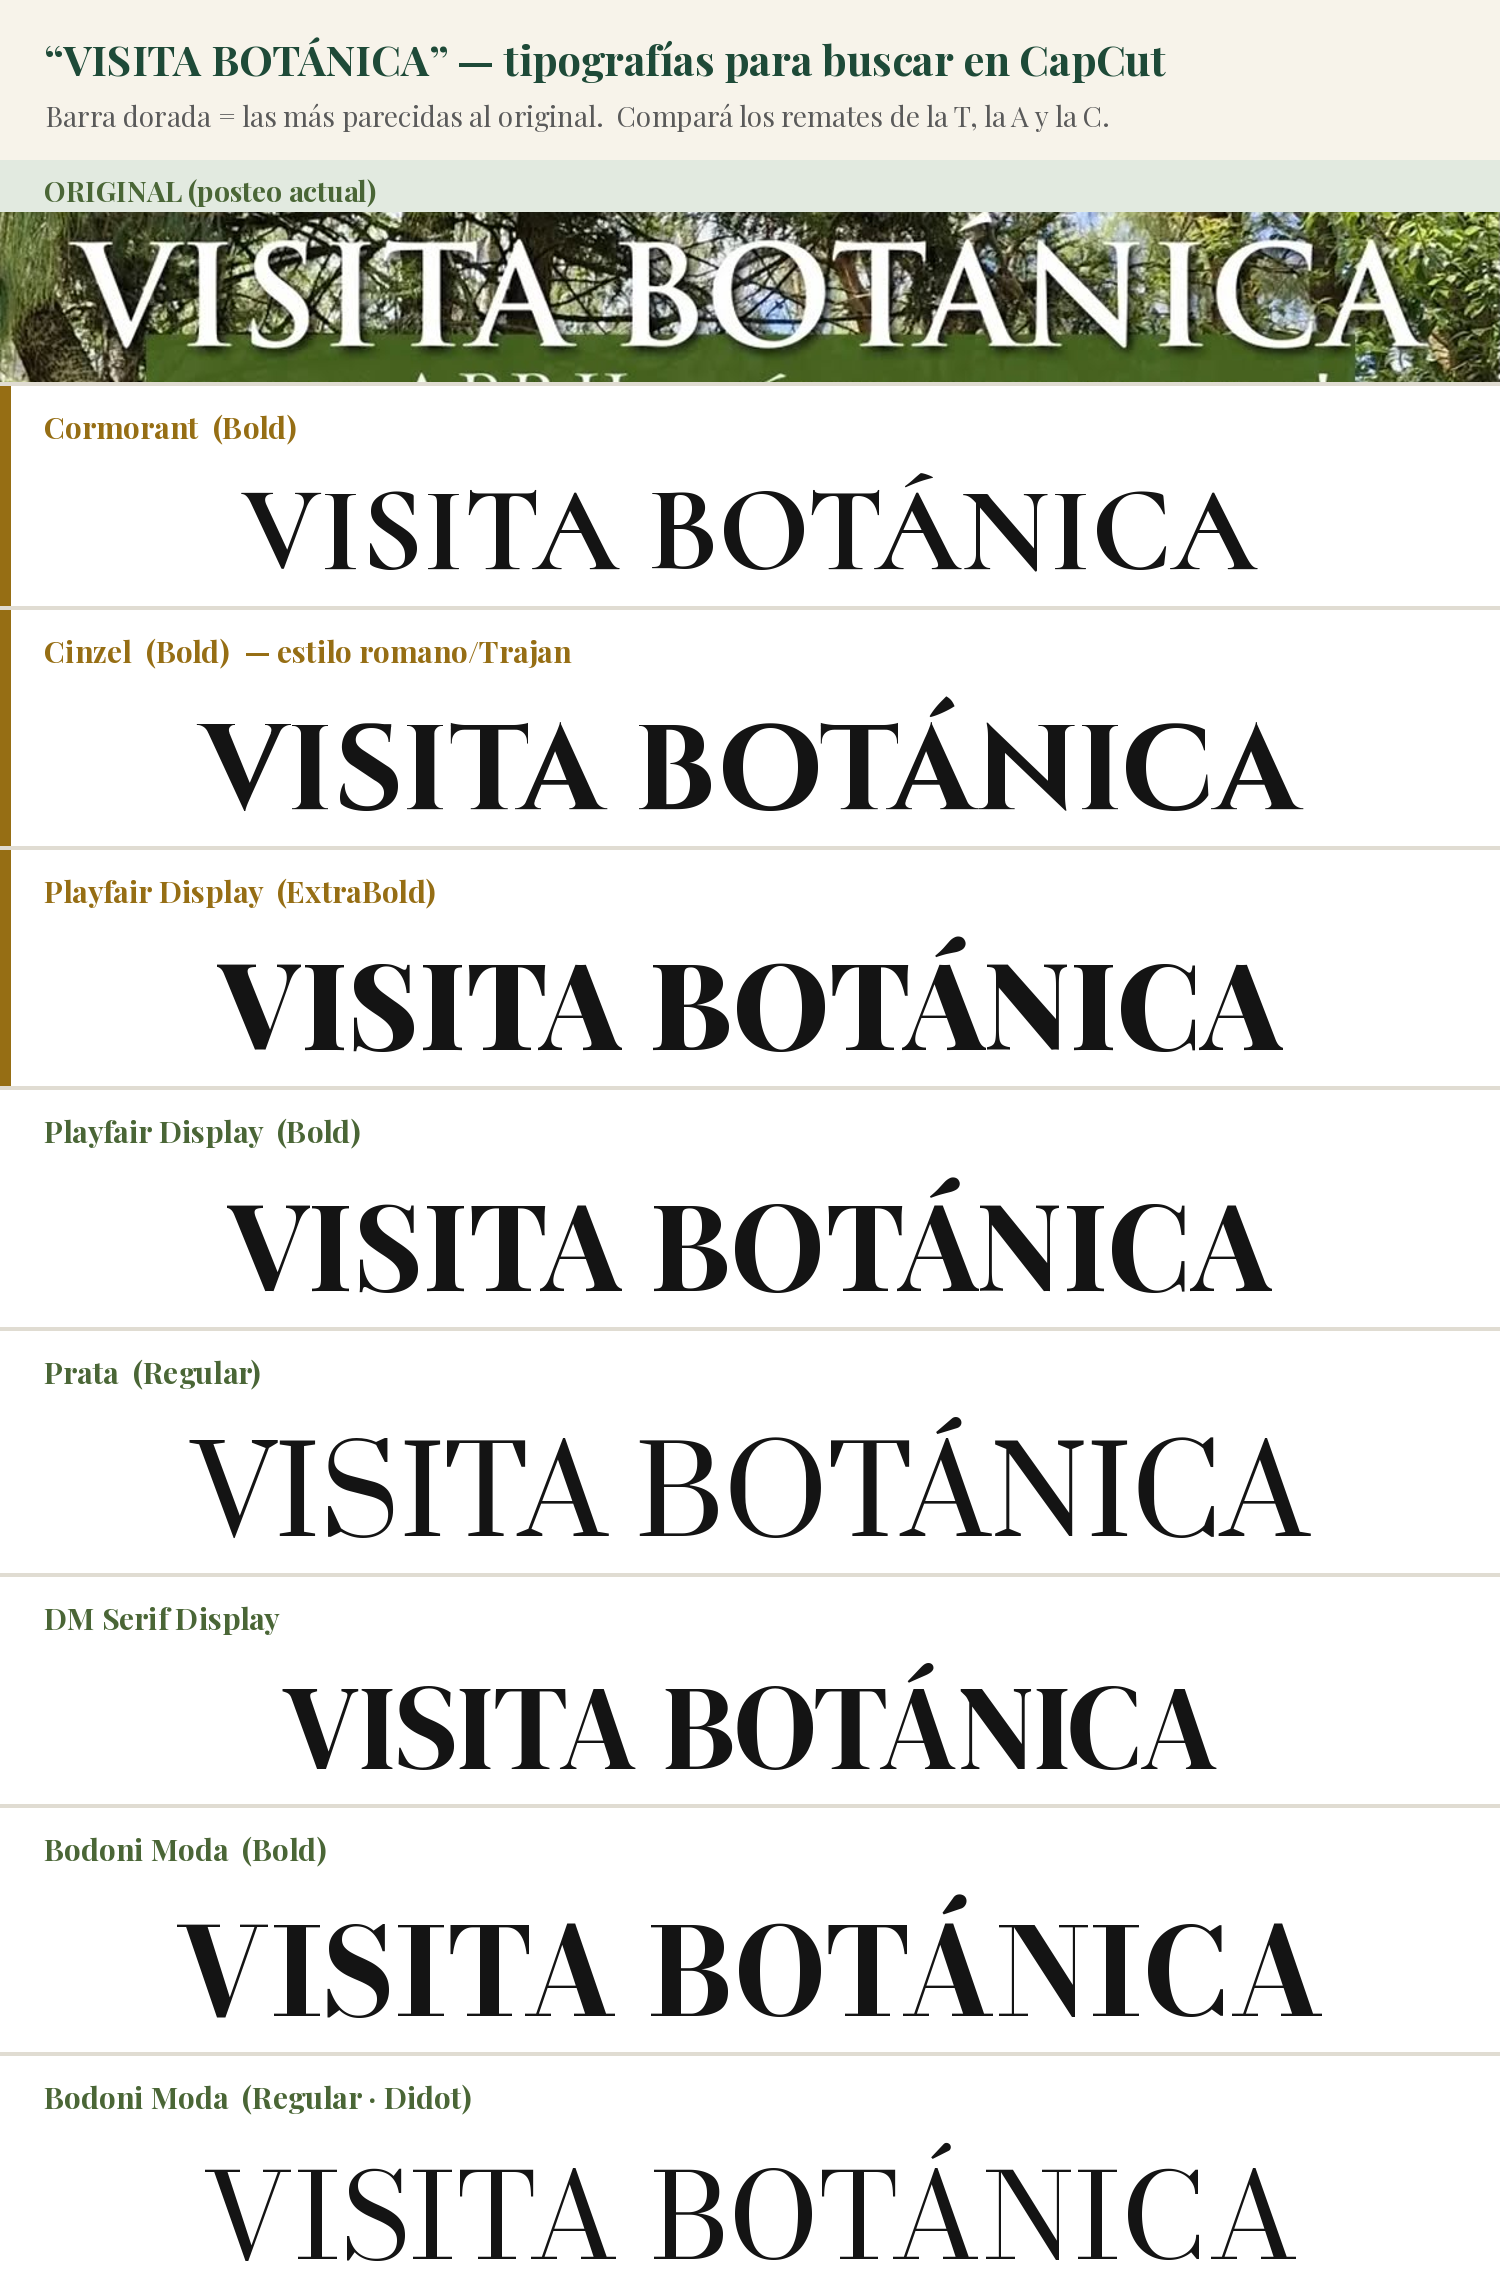 “VISITA BOTÁNICA” — tipografías para buscar en CapCut
Barra dorada = las más parecidas al original. Compará los remates de la T, la A y la C.
ORIGINAL (posteo actual)
VISITA BOTÁNICA
Cormorant (Bold)
VISITA BOTÁNICA
Cinzel (Bold) — estilo romano/Trajan
VISITA BOTÁNICA
Playfair Display (ExtraBold)
VISITA BOTÁNICA
Playfair Display (Bold)
VISITA BOTÁNICA
Prata (Regular)
VISITA BOTÁNICA
DM Serif Display
VISITA BOTÁNICA
Bodoni Moda (Bold)
VISITA BOTÁNICA
Bodoni Moda (Regular · Didot)
VISITA BOTÁNICA